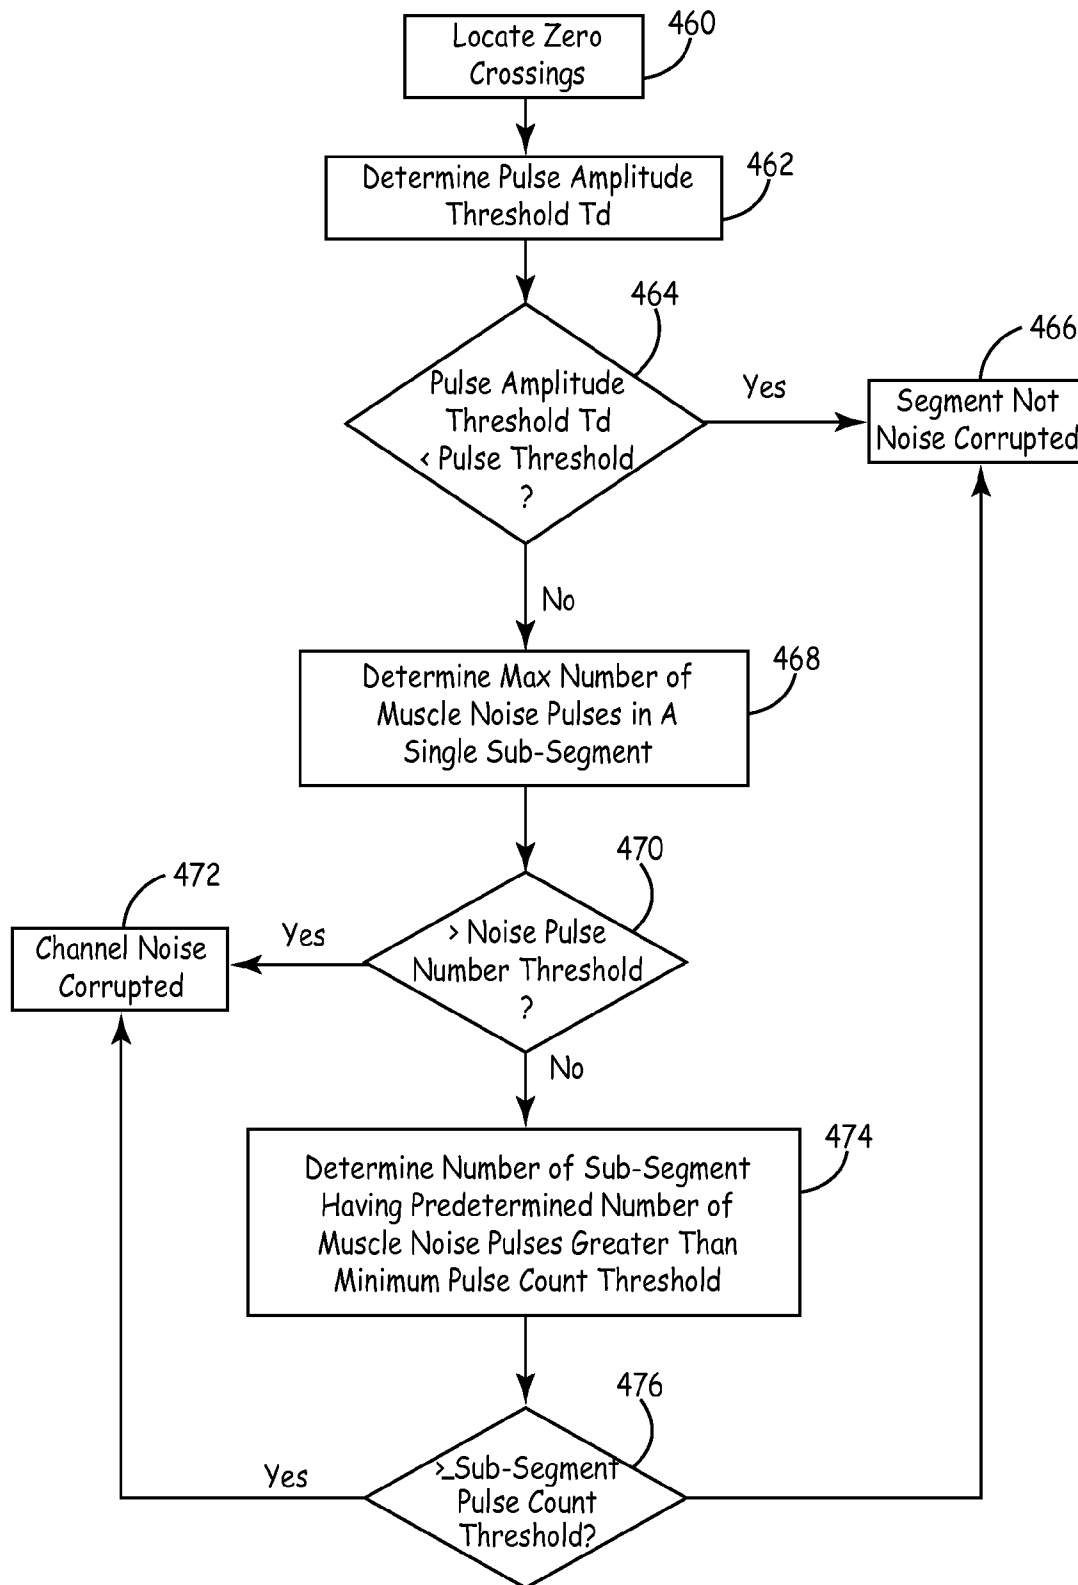 460
Locate Zero
Crossings
462
Determine Pulse Amplitude
Threshold Td
464
Pulse Amplitude
Threshold Td
< Pulse Threshold
?
Yes
466
Segment Not
Noise Corrupted
No
468
Determine Max Number of
Muscle Noise Pulses in A
Single Sub-Segment
470
> Noise Pulse
Number Threshold
?
Yes
472
Channel Noise
Corrupted
No
474
Determine Number of Sub-Segment
Having Predetermined Number of
Muscle Noise Pulses Greater Than
Minimum Pulse Count Threshold
476
>_Sub-Segment
Pulse Count
Threshold?
Yes